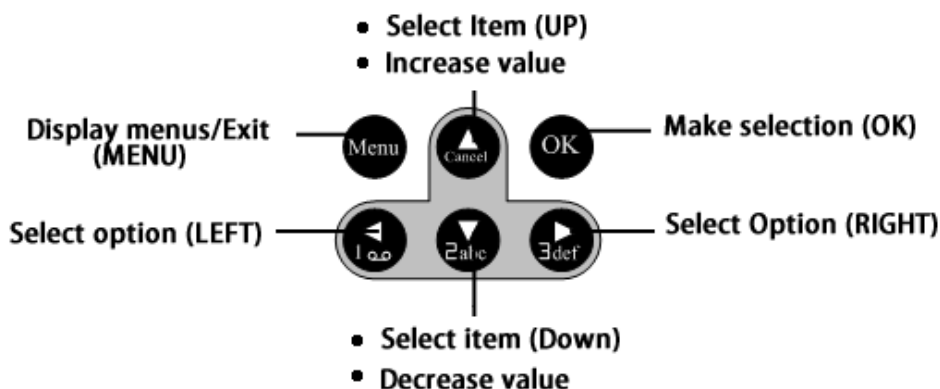 • Select Item (UP)
• Increase value
Display menus/Exit
(MENU)
Menu
Cancel
OK
Make selection (OK)
Select option (LEFT)
1
2abc
3def
Select Option (RIGHT)
• Select item (Down)
• Decrease value